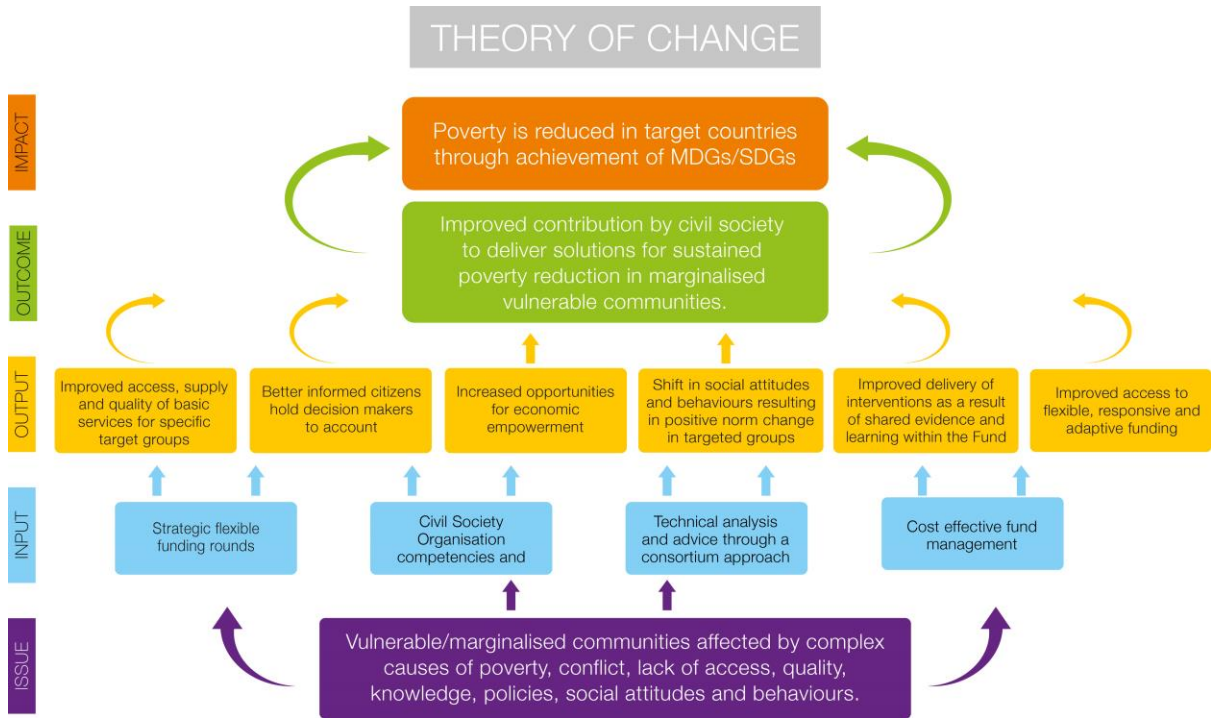 THEORY OF CHANGE
IMPACT
Poverty is reduced in target countries
through achievement of MDGs/SDGs
OUTCOME
Improved contribution by civil society
to deliver solutions for sustained
poverty reduction in marginalised
vulnerable communities.
OUTPUT
Improved access, supply
and quality of basic
services for specific
target groups
Better informed citizens
hold decision makers
to account
Increased opportunities
for economic
empowerment
Shift in social attitudes
and behaviours resulting
in positive norm change
in targeted groups
Improved delivery of
interventions as a result
of shared evidence and
learning within the Fund
Improved access to
flexible, responsive and
adaptive funding
INPUT
Strategic flexible
funding rounds
Civil Society
Organisation
competencies and
Technical analysis
and advice through a
consortium approach
Cost effective fund
management
ISSUE
Vulnerable/marginalised communities affected by complex
causes of poverty, conflict, lack of access, quality,
knowledge, policies, social attitudes and behaviours.